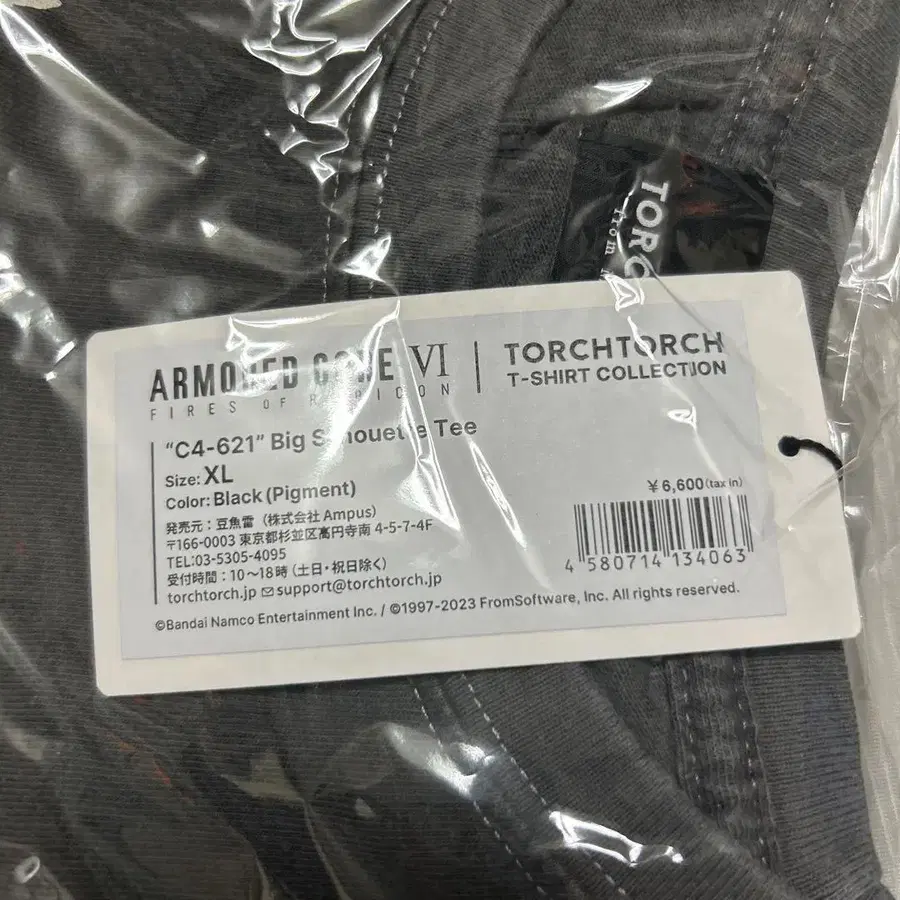 TORC
from
ARMORED CORE VI
FIRES OF RUBICON
TORCHTORCH
T-SHIRT COLLECTION
"C4-621" Big Silhouette Tee
Size: XL
Color: Black (Pigment)
¥6,600(tax in)
発売元：豆魚雷（株式会社 Ampus）
〒166-0003 東京都杉並区高円寺南 4-5-7-4F
TEL:03-5305-4095
受付時間：10～18時（土日・祝日除く）
torchtorch.jp ✉support@torchtorch.jp
4 580714 134063
©Bandai Namco Entertainment Inc. / ©1997-2023 FromSoftware, Inc. All rights reserved.